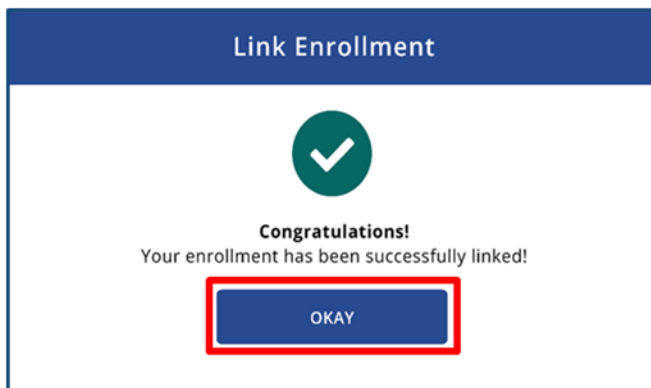 Link Enrollment
Congratulations!
Your enrollment has been successfully linked!
OKAY